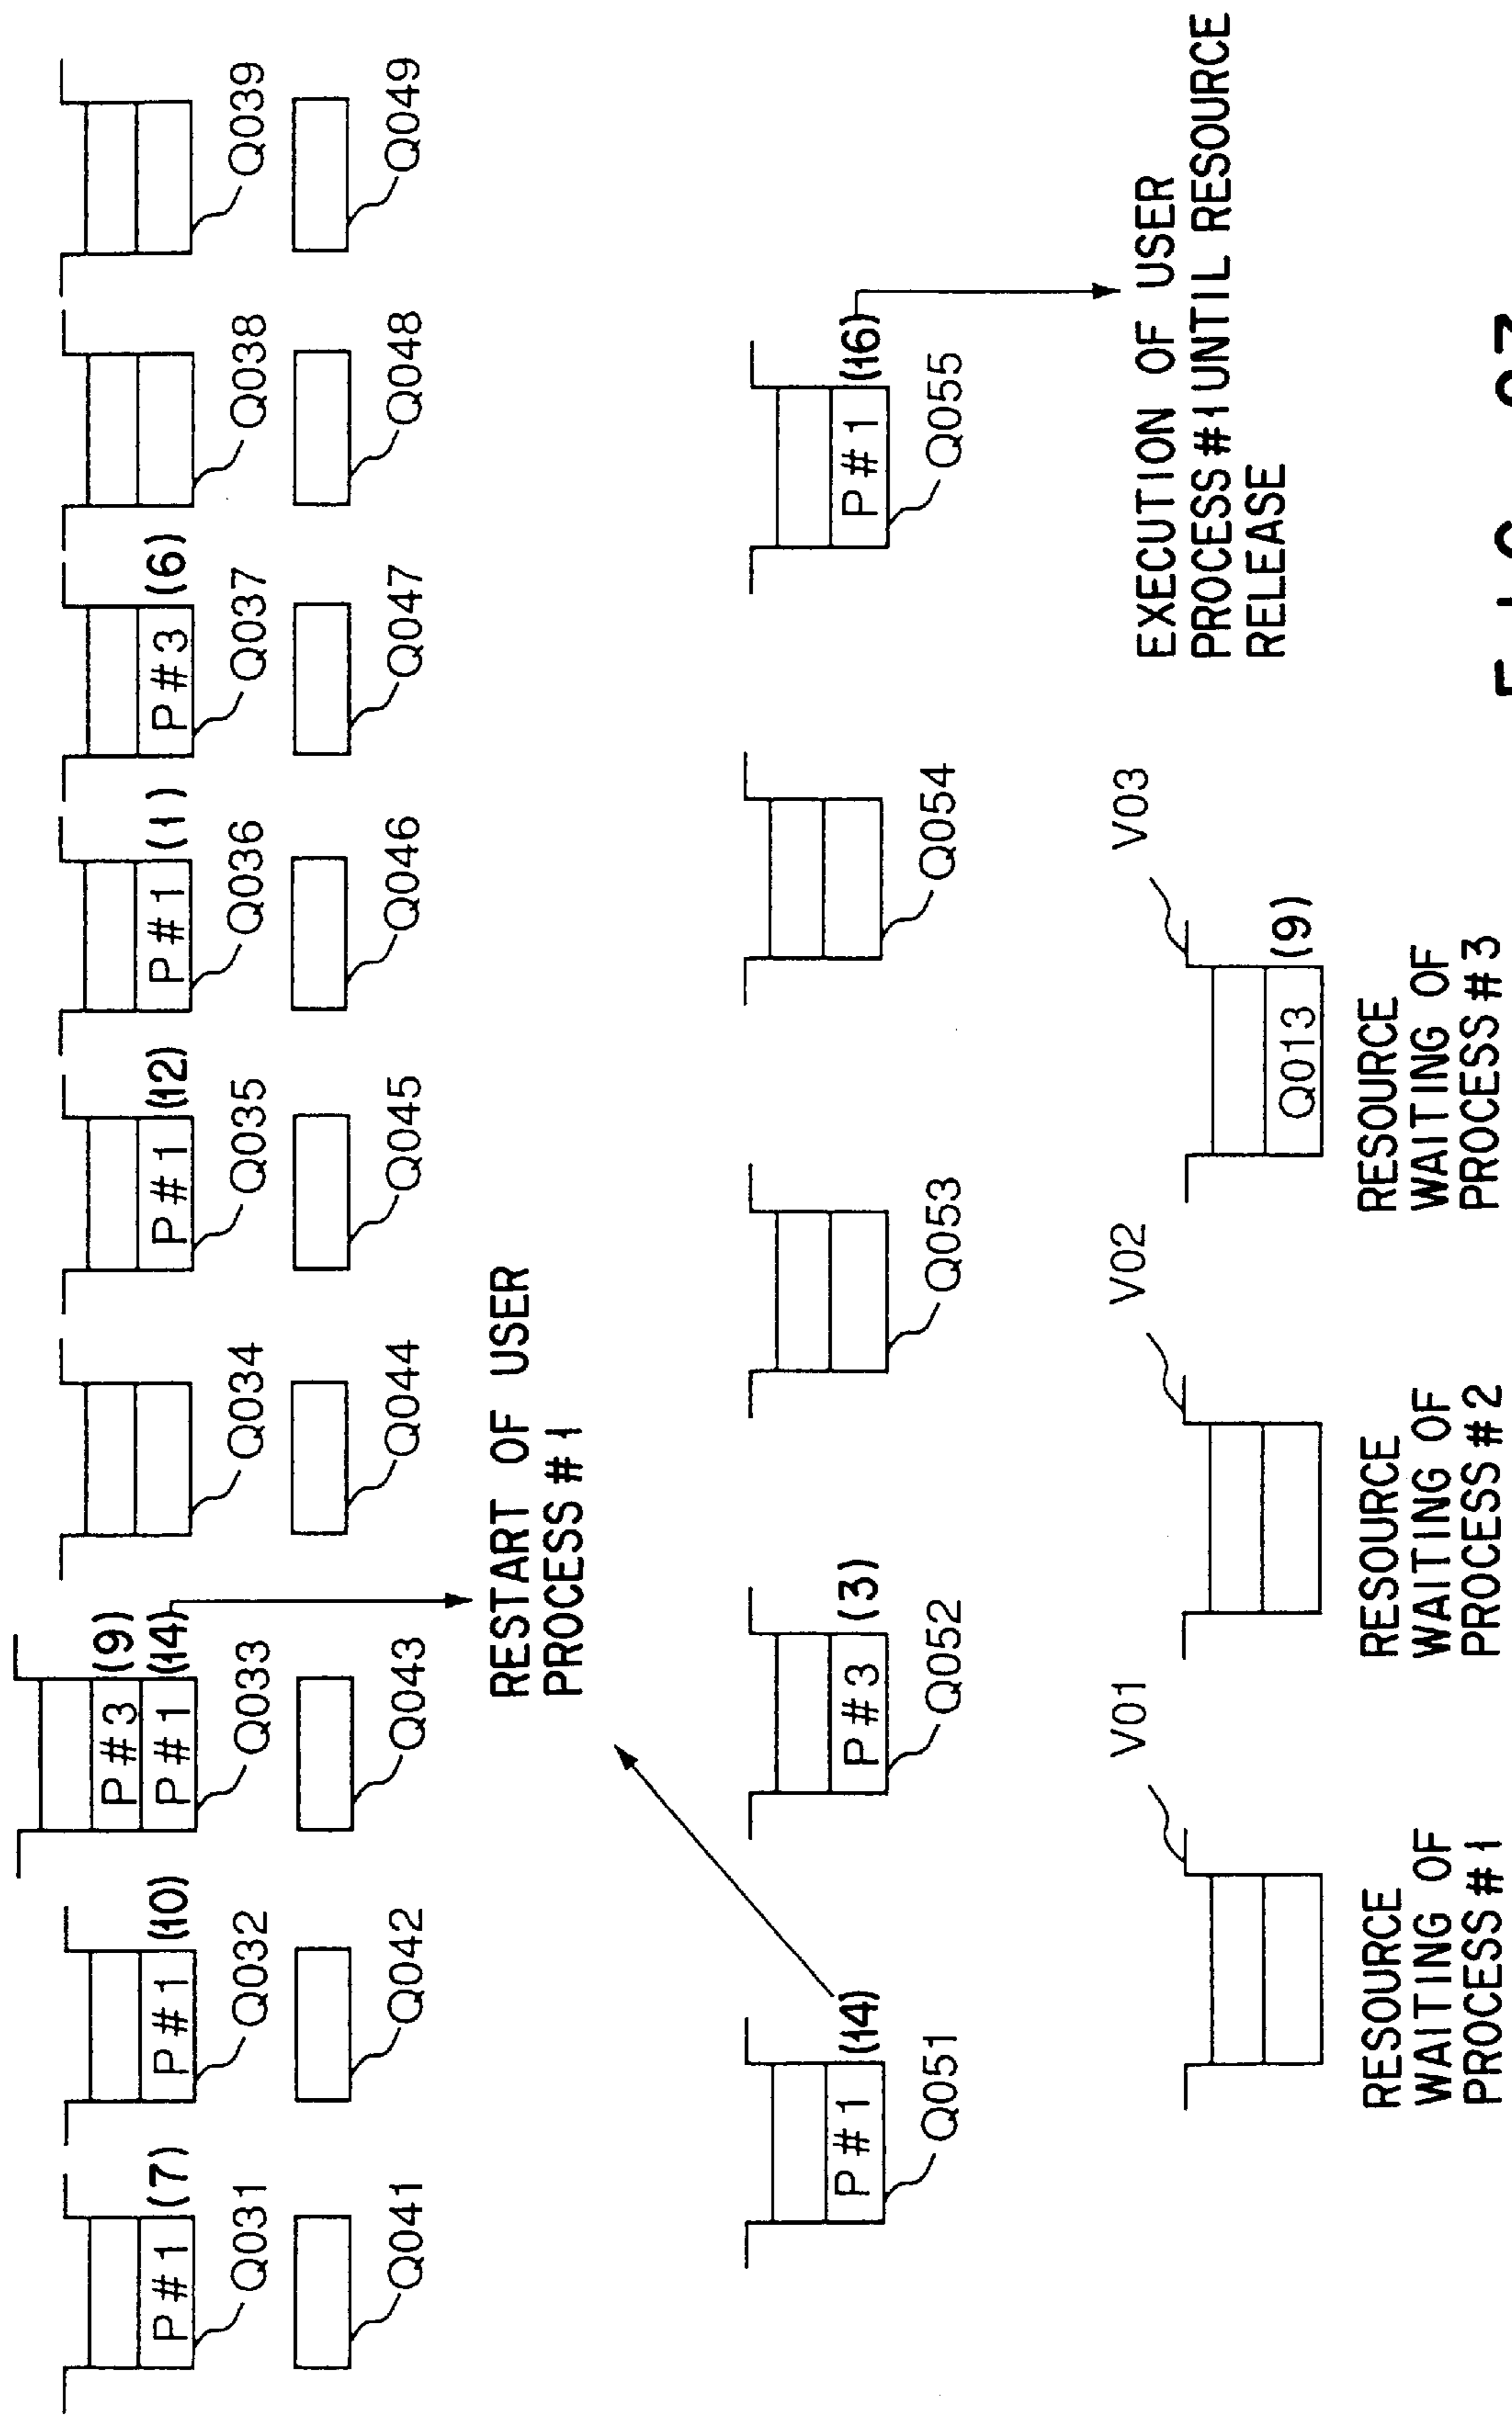 P#1 (7)
P#1 (10)
P#3 (9)
P#1 (14)
P#1 (12)
P#1 (1)
P#3 (6)
Q031
Q032
Q033
Q034
Q035
Q036
Q037
Q038
Q039
Q041
Q042
Q043
Q044
Q045
Q046
Q047
Q048
Q049
RESTART OF USER
PROCESS#1
P#1 (14)
P#3 (3)
P#1 (16)
Q051
Q052
Q053
Q054
Q055
EXECUTION OF USER
PROCESS#1 UNTIL RESOURCE
RELEASE
V01
V02
V03
Q013 (9)
RESOURCE
WAITING OF
PROCESS#1
RESOURCE
WAITING OF
PROCESS#2
RESOURCE
WAITING OF
PROCESS#3